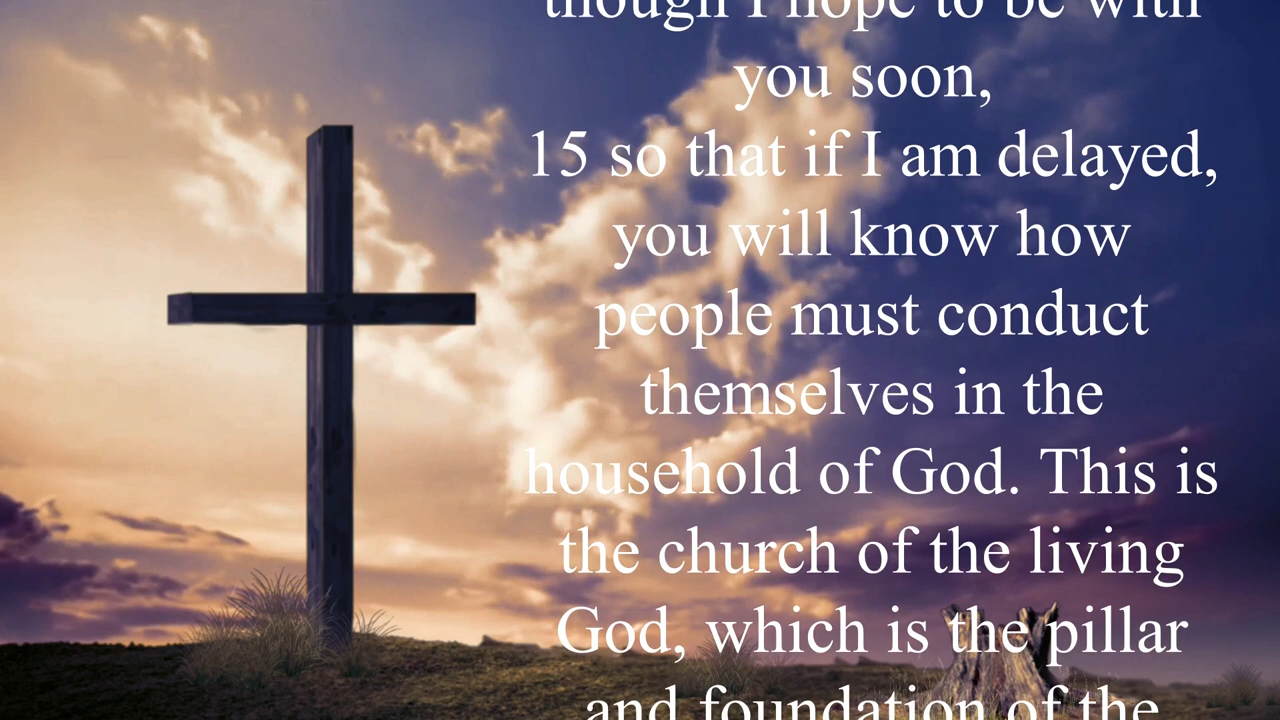 though I hope to be with
you soon,
15 so that if I am delayed,
you will know how
people must conduct
themselves in the
household of God. This is
the church of the living
God, which is the pillar
and foundation of the